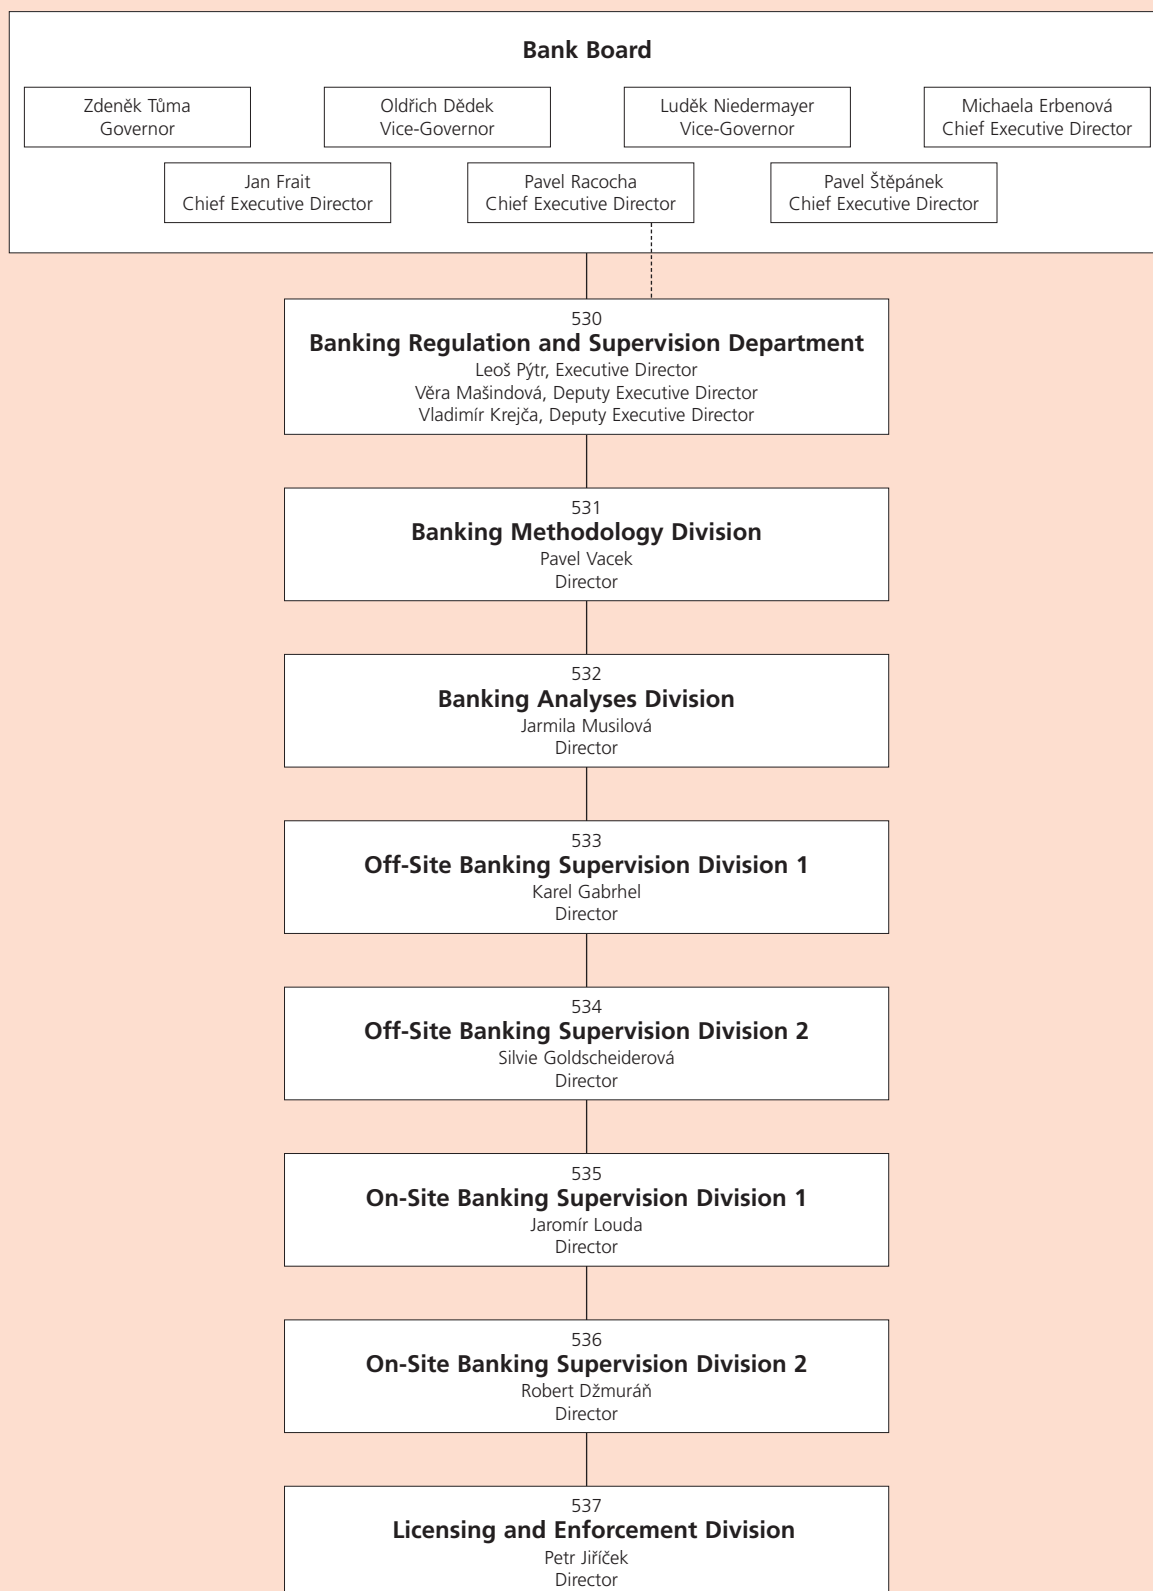 Bank Board
Zdeněk Tůma
Governor
Oldřich Dědek
Vice-Governor
Luděk Niedermayer
Vice-Governor
Michaela Erbenová
Chief Executive Director
Jan Frait
Chief Executive Director
Pavel Racocha
Chief Executive Director
Pavel Štěpánek
Chief Executive Director
530
Banking Regulation and Supervision Department
Leoš Pýtr, Executive Director
Věra Mašindová, Deputy Executive Director
Vladimír Krejča, Deputy Executive Director
531
Banking Methodology Division
Pavel Vacek
Director
532
Banking Analyses Division
Jarmila Musilová
Director
533
Off-Site Banking Supervision Division 1
Karel Gabrhel
Director
534
Off-Site Banking Supervision Division 2
Silvie Goldscheiderová
Director
535
On-Site Banking Supervision Division 1
Jaromír Louda
Director
536
On-Site Banking Supervision Division 2
Robert Džmuráň
Director
537
Licensing and Enforcement Division
Petr Jiříček
Director